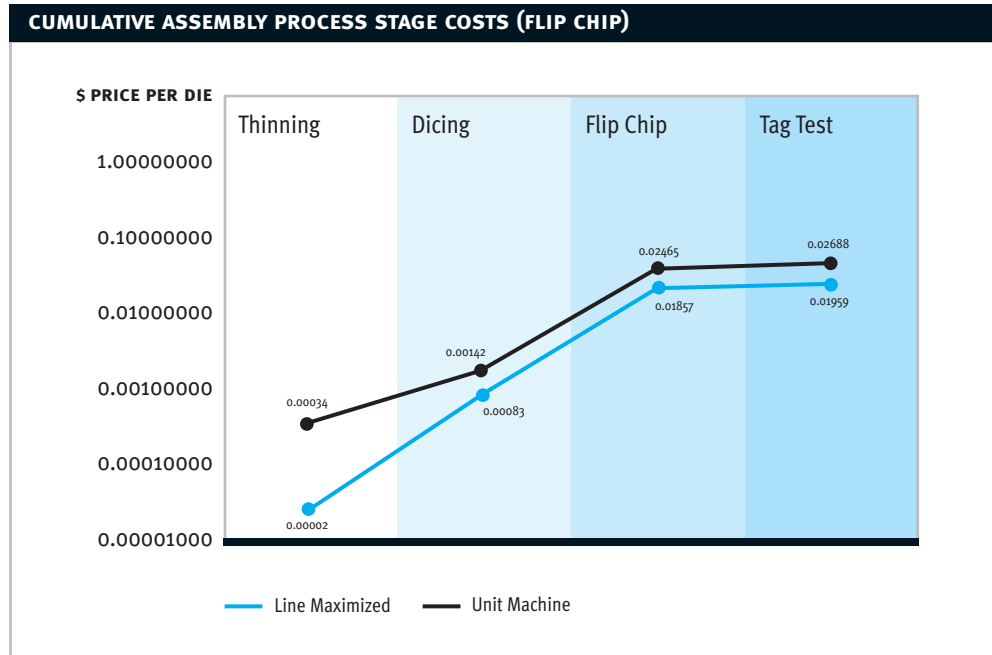 CUMULATIVE ASSEMBLY PROCESS STAGE COSTS (FLIP CHIP)
$ PRICE PER DIE
Thinning
Dicing
Flip Chip
Tag Test
1.00000000
0.10000000
0.01000000
0.00100000
0.00010000
0.00001000
0.00034
0.00142
0.02465
0.02688
0.00002
0.00083
0.01857
0.01959
Line Maximized
Unit Machine